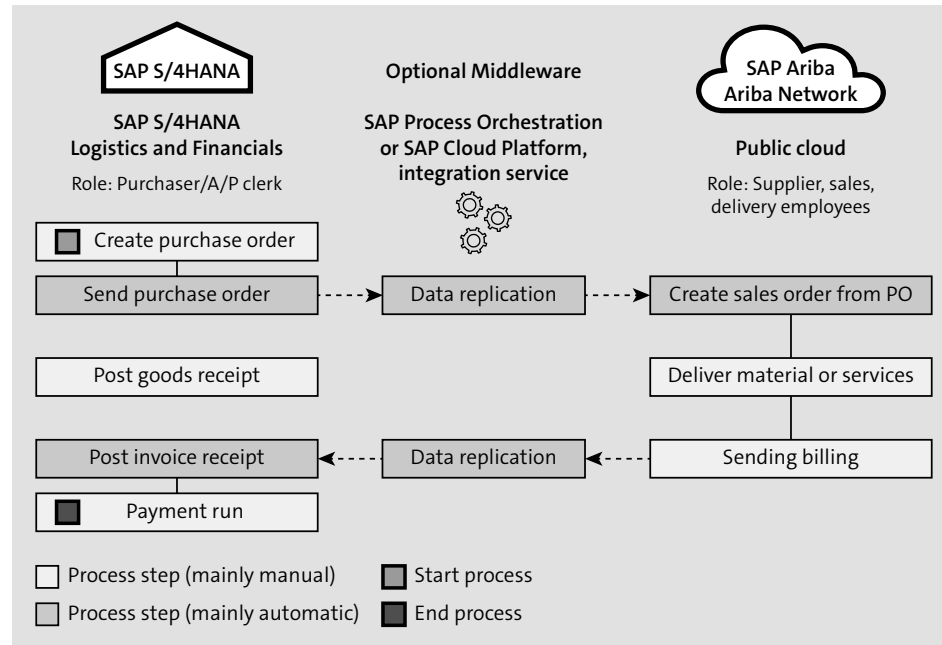 SAP S/4HANA
SAP S/4HANA
Logistics and Financials
Role: Purchaser/A/P clerk
Optional Middleware
SAP Process Orchestration
or SAP Cloud Platform,
integration service
SAP Ariba
Ariba Network
Public cloud
Role: Supplier, sales,
delivery employees
Create purchase order
Send purchase order
Data replication
Create sales order from PO
Post goods receipt
Deliver material or services
Post invoice receipt
Data replication
Sending billing
Payment run
Process step (mainly manual)
Start process
Process step (mainly automatic)
End process